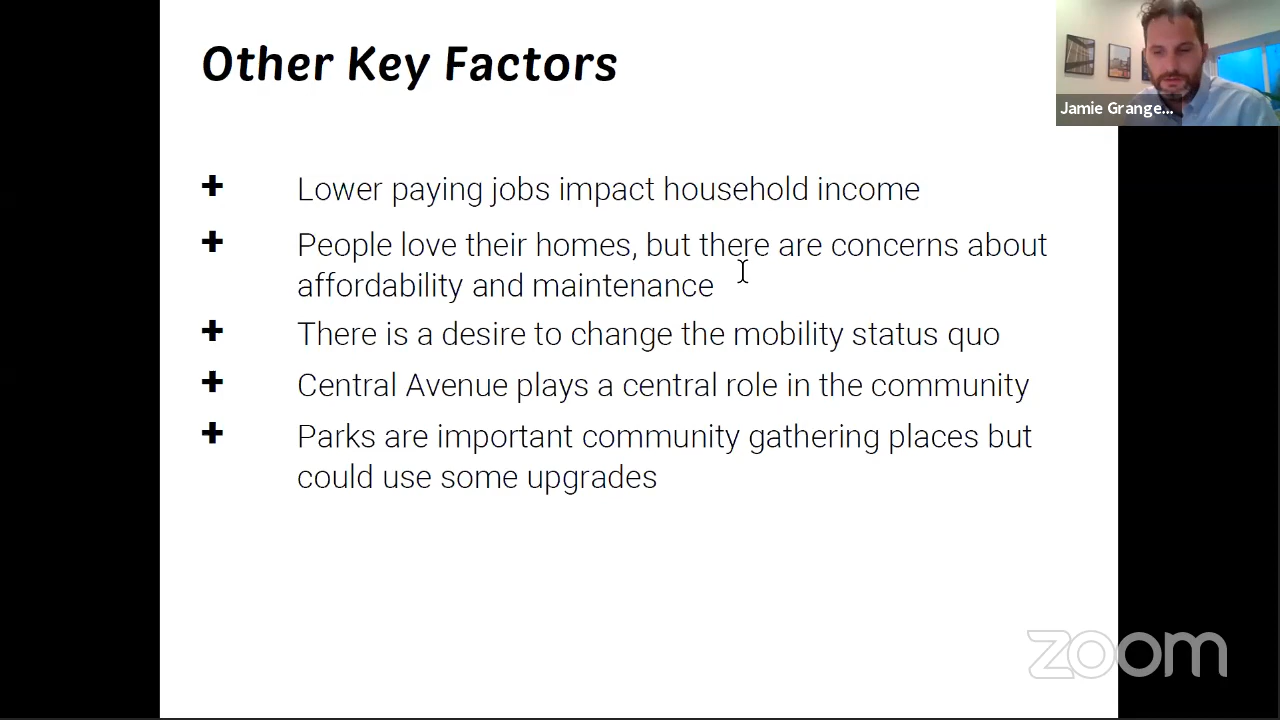 Other Key Factors
Jamie Grange...
+ Lower paying jobs impact household income
+ People love their homes, but there are concerns about
affordability and maintenance
+ There is a desire to change the mobility status quo
+ Central Avenue plays a central role in the community
+ Parks are important community gathering places but
could use some upgrades
zoom